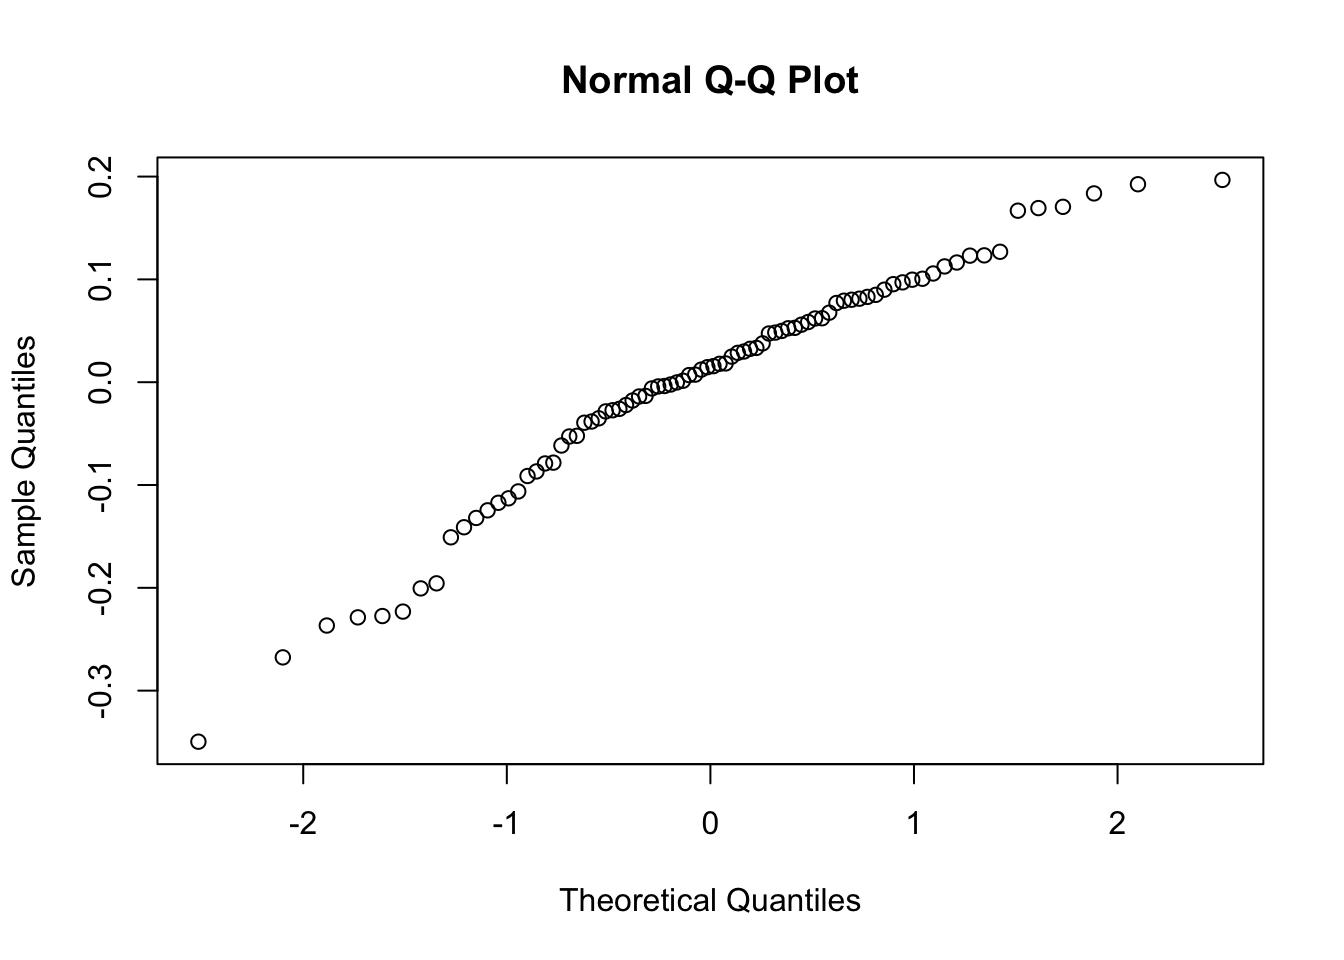 Normal Q-Q Plot
Sample Quantiles
0.2
0.1
0.0
-0.1
-0.2
-0.3
-2 -1 0 1 2
Theoretical Quantiles